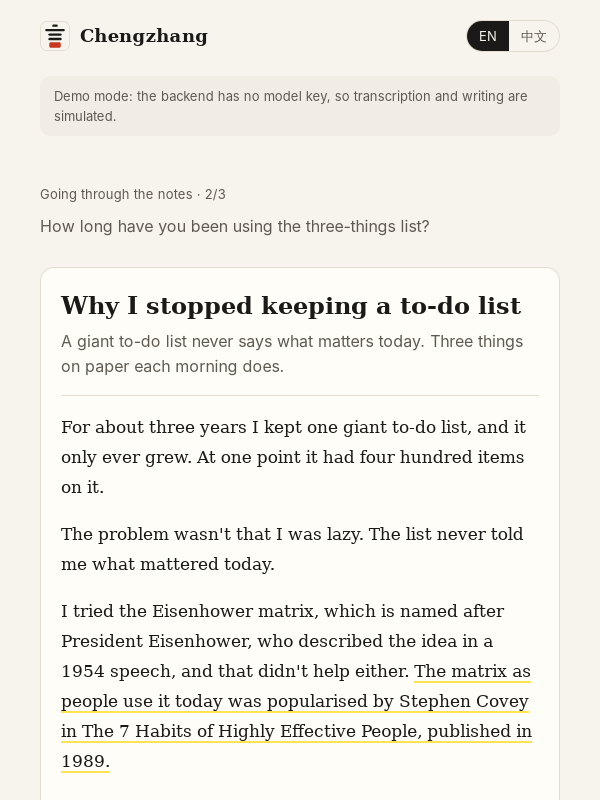 Chengzhang
EN
中文
Demo mode: the backend has no model key, so transcription and writing are
simulated.
Going through the notes · 2/3
How long have you been using the three-things list?
Why I stopped keeping a to-do list
A giant to-do list never says what matters today. Three things
on paper each morning does.
For about three years I kept one giant to-do list, and it
only ever grew. At one point it had four hundred items
on it.
The problem wasn't that I was lazy. The list never told
me what mattered today.
I tried the Eisenhower matrix, which is named after
President Eisenhower, who described the idea in a
1954 speech, and that didn't help either. The matrix as
people use it today was popularised by Stephen Covey
in The 7 Habits of Highly Effective People, published in
1989.